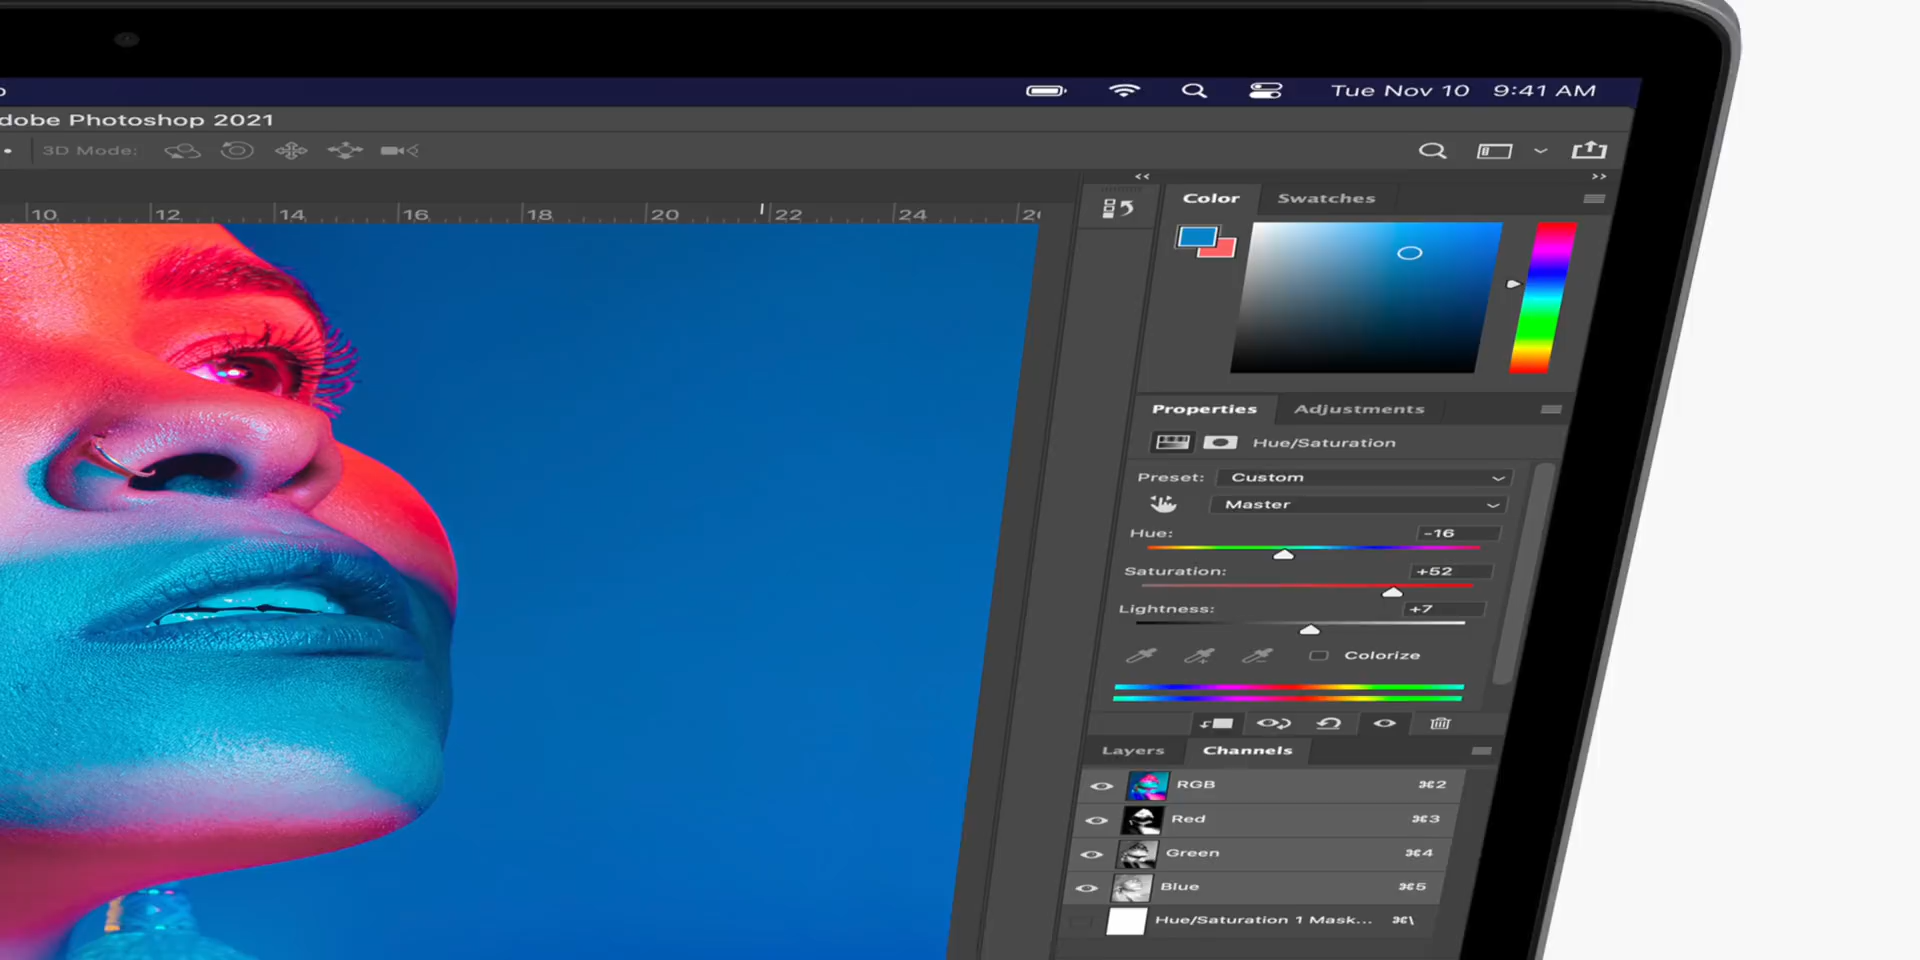 Tue Nov 10 9:41 AM
dobe Photoshop 2021
3D Mode:
10 12 14 16 18 20 22 24
Color Swatches
Properties Adjustments
Hue/Saturation
Preset: Custom
Master
Hue: -16
Saturation: +52
Lightness: +7
Colorize
Layers Channels
RGB ⌘2
Red ⌘3
Green ⌘4
Blue ⌘5
Hue/Saturation 1 Mask... ⌘\